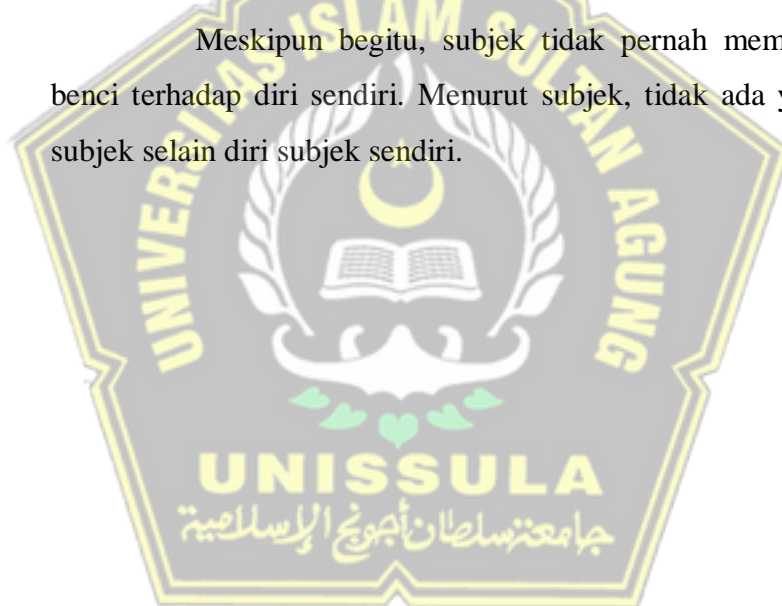 Meskipun begitu, subjek tidak pernah mem
benci terhadap diri sendiri. Menurut subjek, tidak ada y
subjek selain diri subjek sendiri.
UNIVERSITAS ISLAM SULTAN AGUNG
UNISSULA
جامعة سلطان أجونج الإسلامية